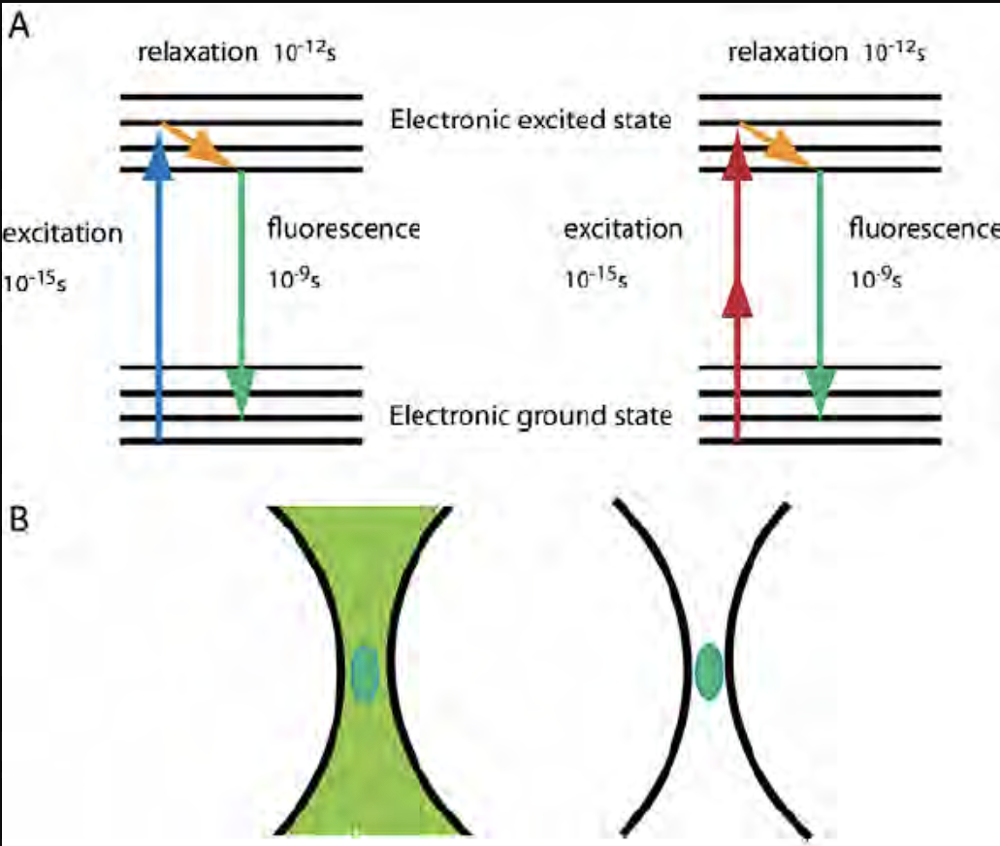 A
relaxation 10⁻¹²s
relaxation 10⁻¹²s
Electronic excited state
excitation
10⁻¹⁵s
fluorescence
10⁻⁹s
excitation
10⁻¹⁵s
fluorescence
10⁻⁹s
Electronic ground state
B